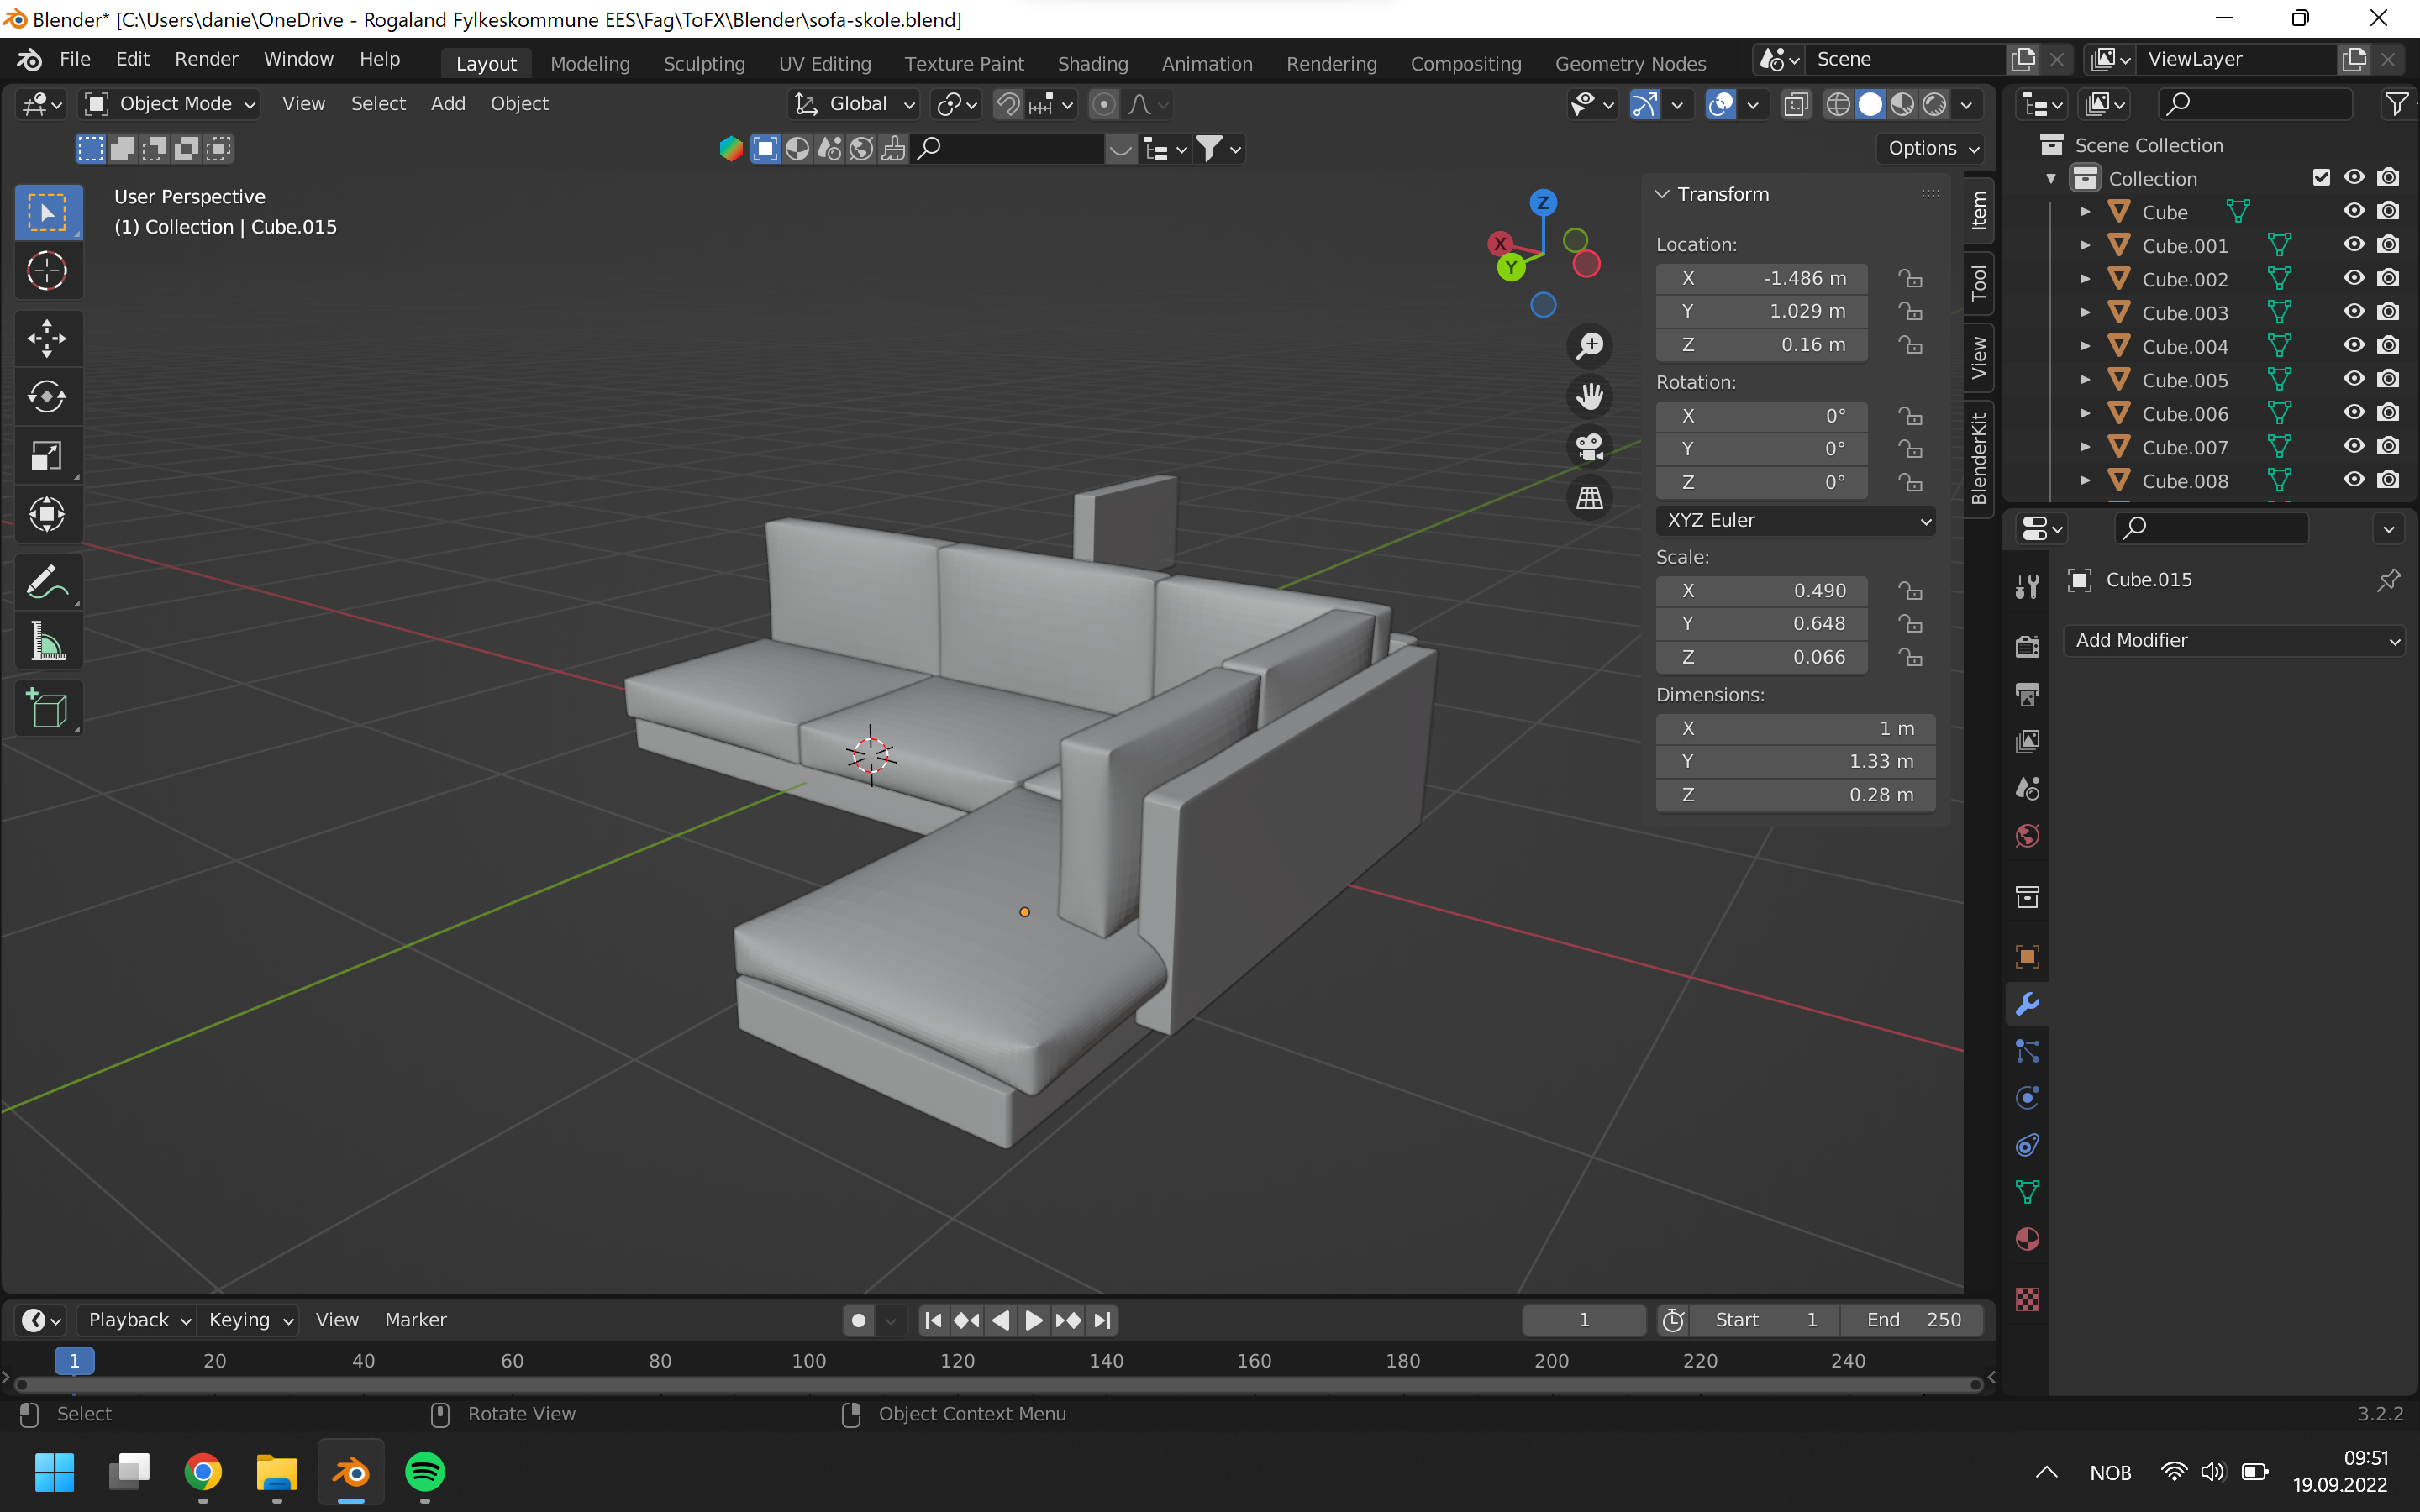 Blender* [C:\Users\danie\OneDrive - Rogaland Fylkeskommune EES\Fag\ToFX\Blender\sofa-skole.blend]
File Edit Render Window Help Layout Modeling Sculpting UV Editing Texture Paint Shading Animation Rendering Compositing Geometry Nodes Scene ViewLayer
Object Mode View Select Add Object Global
Options
User Perspective
(1) Collection | Cube.015
Z
X
Y
Transform
Location:
X -1.486 m
Y 1.029 m
Z 0.16 m
Rotation:
X 0°
Y 0°
Z 0°
XYZ Euler
Scale:
X 0.490
Y 0.648
Z 0.066
Dimensions:
X 1 m
Y 1.33 m
Z 0.28 m
Item
Tool
View
BlenderKit
Scene Collection
Collection
Cube
Cube.001
Cube.002
Cube.003
Cube.004
Cube.005
Cube.006
Cube.007
Cube.008
Cube.015
Add Modifier
Playback Keying View Marker 1 Start 1 End 250
1 20 40 60 80 100 120 140 160 180 200 220 240
Select Rotate View Object Context Menu 3.2.2
NOB 09:51
19.09.2022